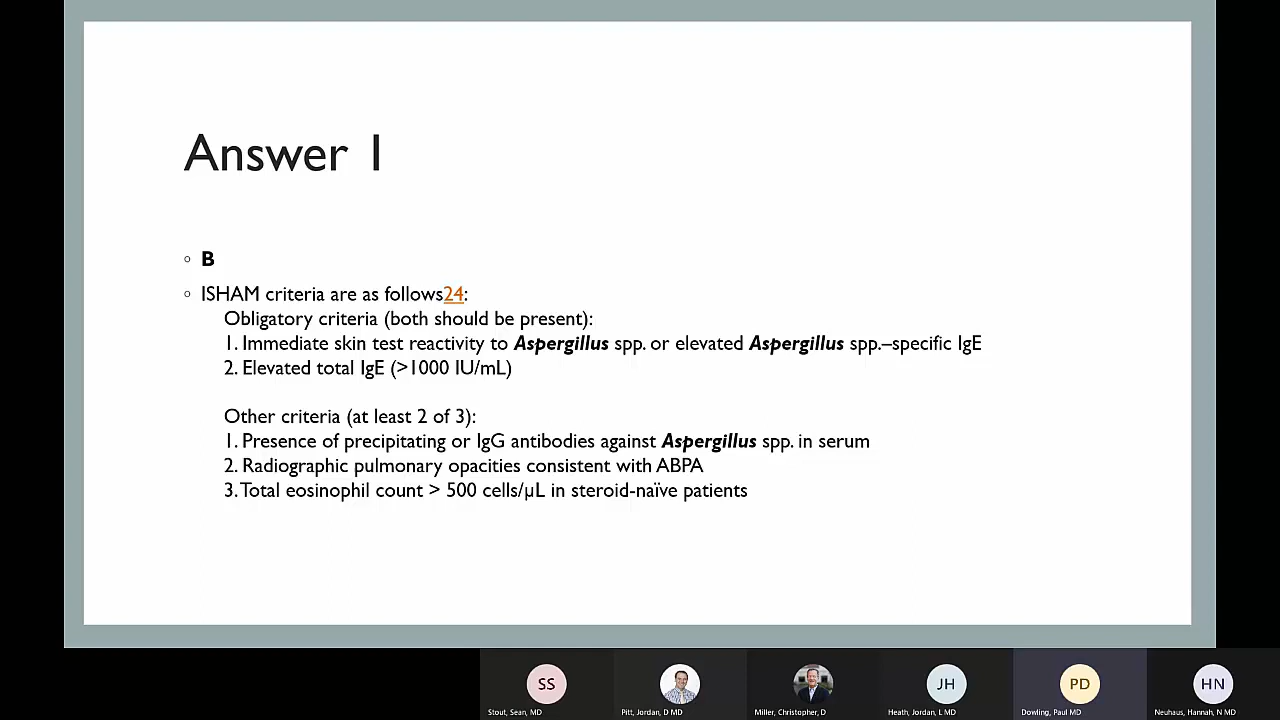 Answer 1
B
ISHAM criteria are as follows24:
Obligatory criteria (both should be present):
1. Immediate skin test reactivity to Aspergillus spp. or elevated Aspergillus spp.–specific IgE
2. Elevated total IgE (>1000 IU/mL)
Other criteria (at least 2 of 3):
1. Presence of precipitating or IgG antibodies against Aspergillus spp. in serum
2. Radiographic pulmonary opacities consistent with ABPA
3. Total eosinophil count > 500 cells/μL in steroid-naïve patients
SS
JH
PD
HN
Stout, Sean, MD
Pitt, Jordan, D MD
Miller, Christopher, D
Heath, Jordan, L MD
Dowling, Paul MD
Neuhaus, Hannah, N MD